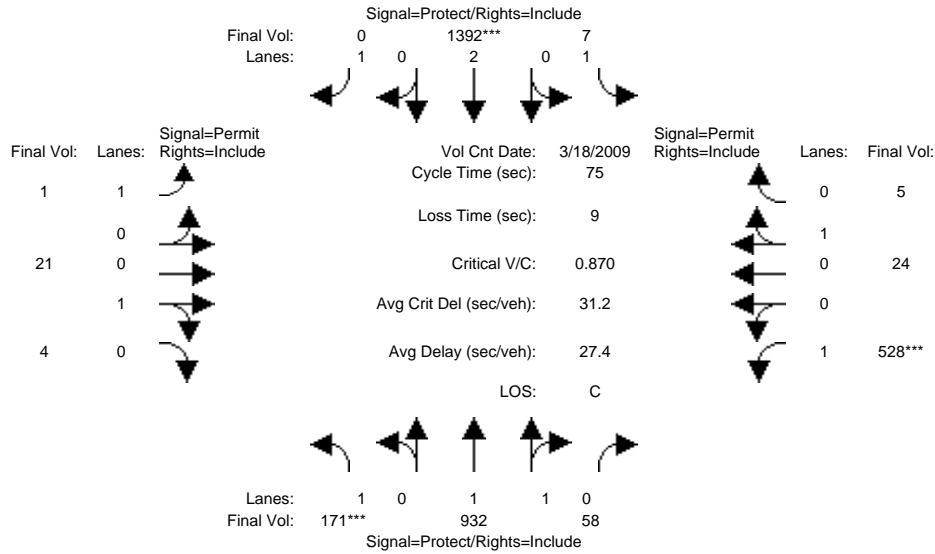 Signal=Protect/Rights=Include
Final Vol: 0 1392*** 7
Lanes: 1 0 2 0 1
Signal=Permit
Final Vol: Lanes: Rights=Include
Vol Cnt Date: 3/18/2009
Signal=Permit
Rights=Include Lanes: Final Vol:
Cycle Time (sec): 75
1 1
0 5
Loss Time (sec): 9
0
1
21 0
Critical V/C: 0.870
0 24
1
Avg Crit Del (sec/veh): 31.2
0
4 0
Avg Delay (sec/veh): 27.4
1 528***
LOS: C
Lanes: 1 0 1 1 0
Final Vol: 171*** 932 58
Signal=Protect/Rights=Include